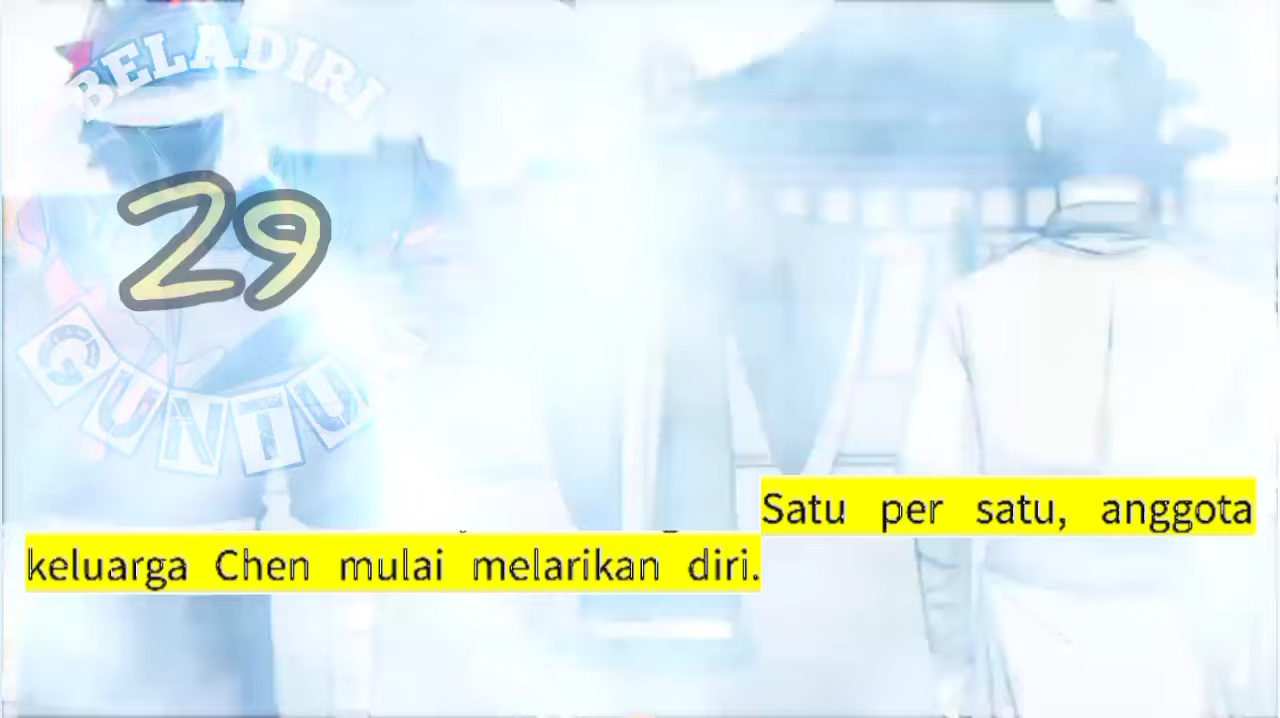 BELADIRI
29
GUNTU
Satu per satu, anggota
keluarga Chen mulai melarikan diri.